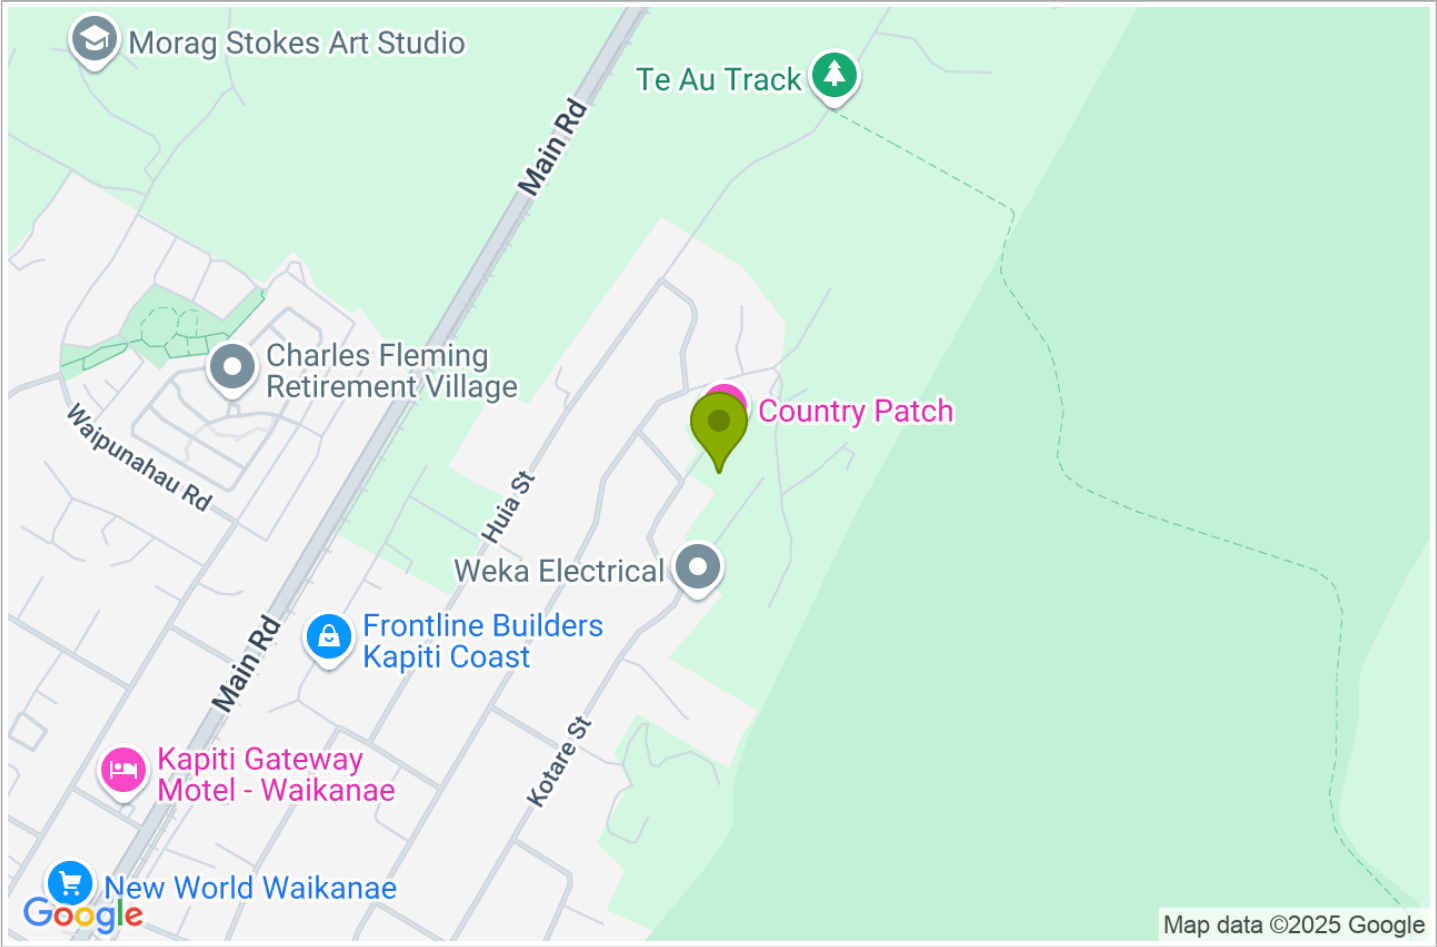 Morag Stokes Art Studio
Te Au Track
Main Rd
Charles Fleming
Retirement Village
Country Patch
Waipunahau Rd
Huia St
Weka Electrical
Frontline Builders
Kapiti Coast
Main Rd
Kotare St
Kapiti Gateway
Motel - Waikanae
New World Waikanae
Google
Map data ©2025 Google